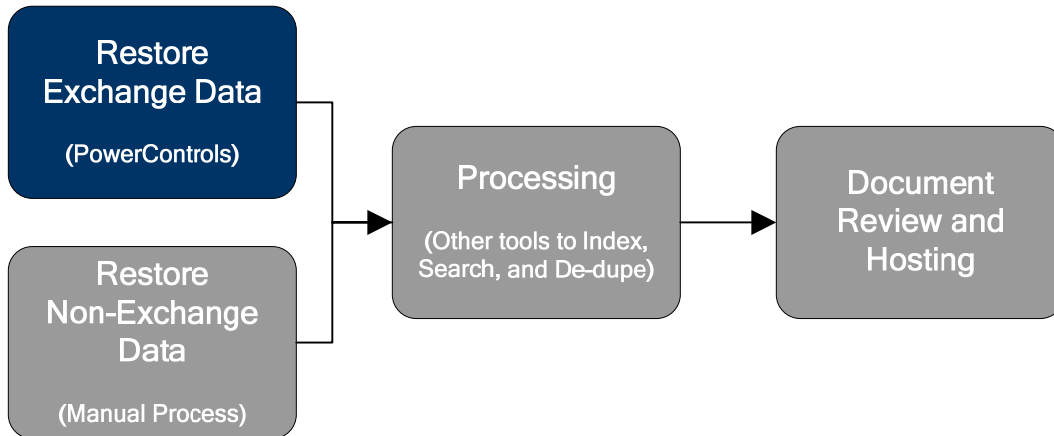 Restore
Exchange Data
(PowerControls)
Restore
Non-Exchange
Data
(Manual Process)
Processing
(Other tools to Index,
Search, and De-dupe)
Document
Review and
Hosting